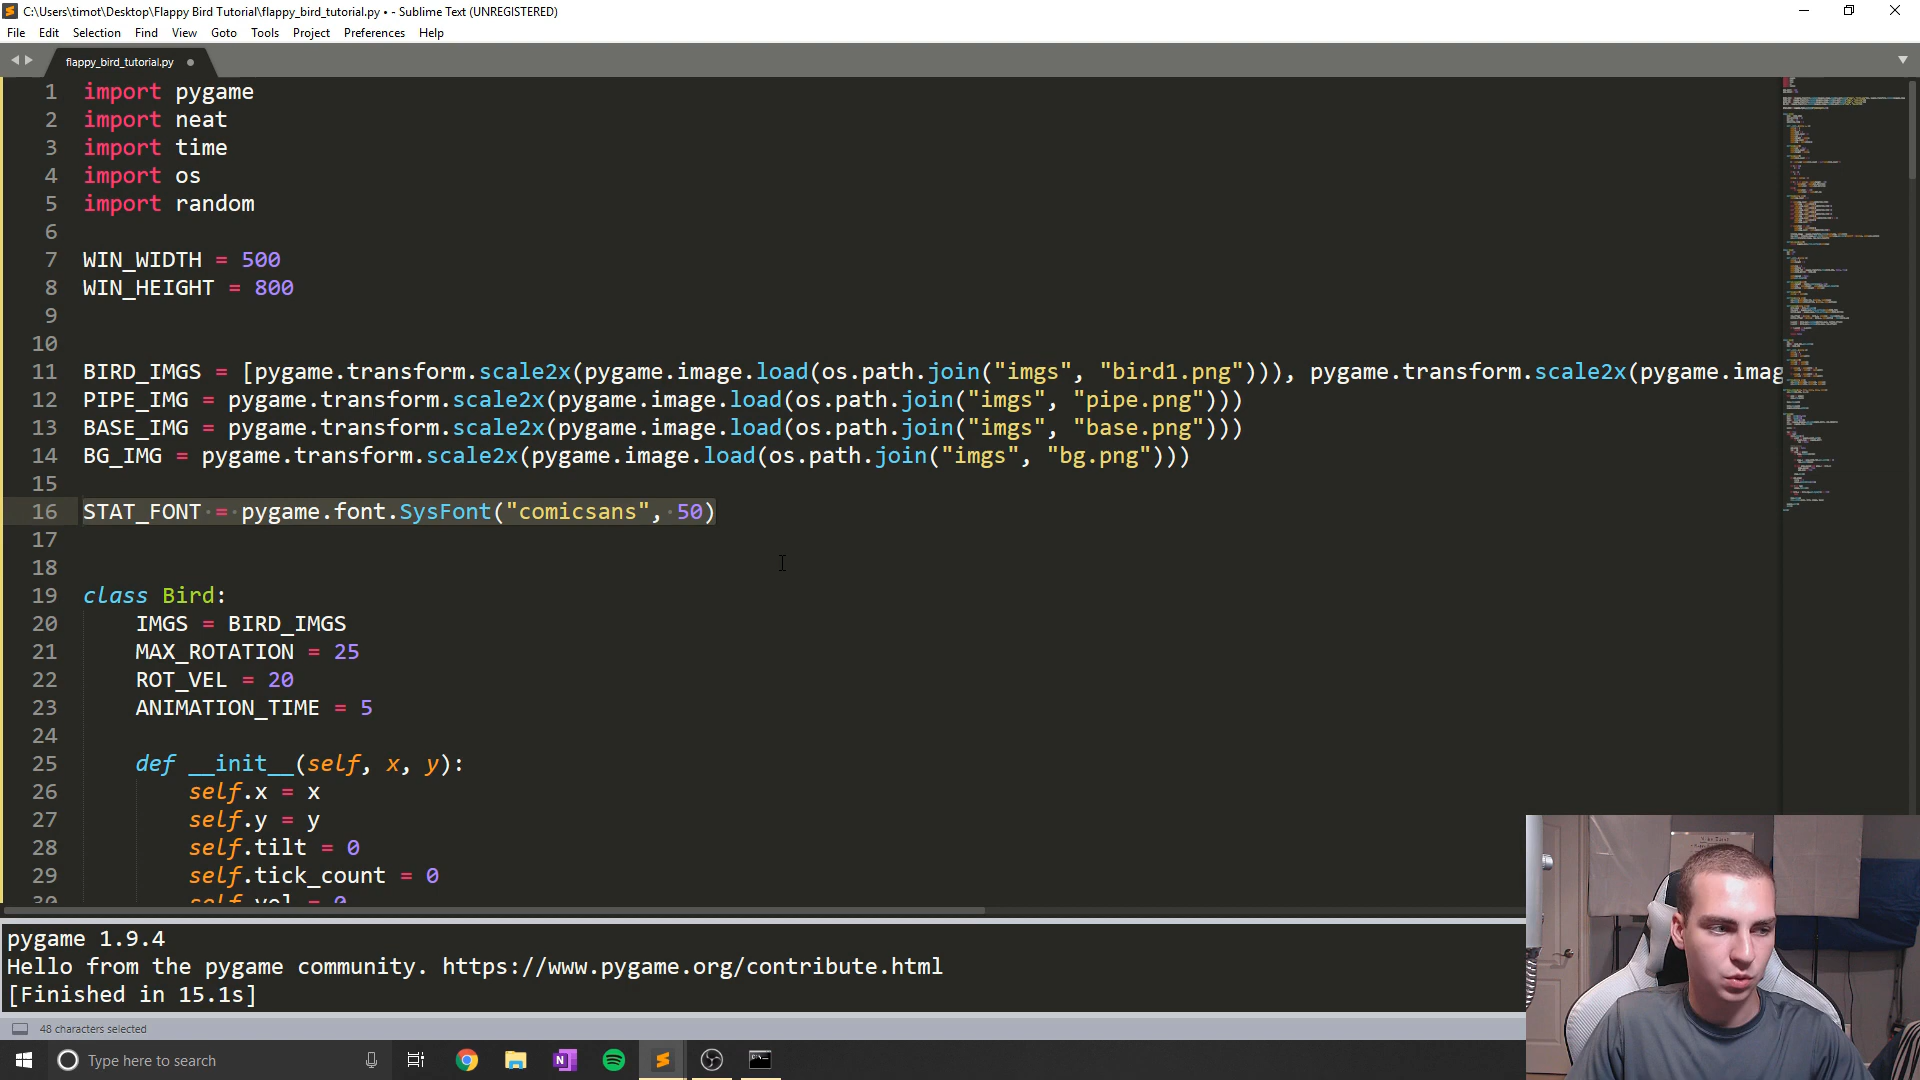 C:\Users\timot\Desktop\Flappy Bird Tutorial\flappy_bird_tutorial.py • - Sublime Text (UNREGISTERED)
File Edit Selection Find View Goto Tools Project Preferences Help
flappy_bird_tutorial.py
1 import pygame
2 import neat
3 import time
4 import os
5 import random
6
7 WIN_WIDTH = 500
8 WIN_HEIGHT = 800
9
10
11 BIRD_IMGS = [pygame.transform.scale2x(pygame.image.load(os.path.join("imgs", "bird1.png"))), pygame.transform.scale2x(pygame.imag
12 PIPE_IMG = pygame.transform.scale2x(pygame.image.load(os.path.join("imgs", "pipe.png")))
13 BASE_IMG = pygame.transform.scale2x(pygame.image.load(os.path.join("imgs", "base.png")))
14 BG_IMG = pygame.transform.scale2x(pygame.image.load(os.path.join("imgs", "bg.png")))
15
16 STAT_FONT = pygame.font.SysFont("comicsans", 50)
17
18
19 class Bird:
20 IMGS = BIRD_IMGS
21 MAX_ROTATION = 25
22 ROT_VEL = 20
23 ANIMATION_TIME = 5
24
25 def __init__(self, x, y):
26 self.x = x
27 self.y = y
28 self.tilt = 0
29 self.tick_count = 0
30 self.vel = 0
pygame 1.9.4
Hello from the pygame community. https://www.pygame.org/contribute.html
[Finished in 15.1s]
48 characters selected
Type here to search